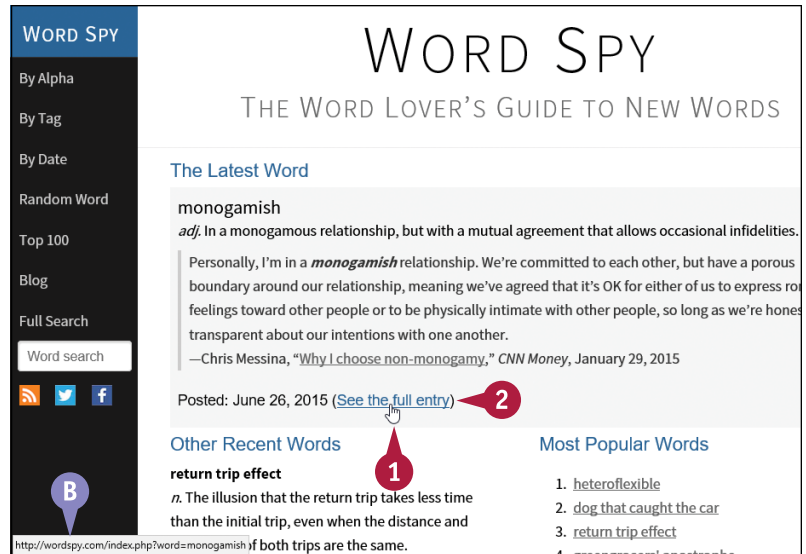 WORD SPY
By Alpha
By Tag
By Date
Random Word
Top 100
Blog
Full Search
Word search
WORD SPY
THE WORD LOVER'S GUIDE TO NEW WORDS
The Latest Word
monogamish
adj. In a monogamous relationship, but with a mutual agreement that allows occasional infidelities.
Personally, I'm in a monogamish relationship. We're committed to each other, but have a porous
boundary around our relationship, meaning we've agreed that it's OK for either of us to express
feelings toward other people or to be physically intimate with other people, so long as we're
transparent about our intentions with one another.
—Chris Messina, “Why I choose non-monogamy,” CNN Money, January 29, 2015
Posted: June 26, 2015 (See the full entry)
2
1
Other Recent Words
return trip effect
n. The illusion that the return trip takes less time
than the initial trip, even when the distance and
of both trips are the same.
Most Popular Words
1. heteroflexible
2. dog that caught the car
3. return trip effect
B
http://wordspy.com/index.php?word=monogamish